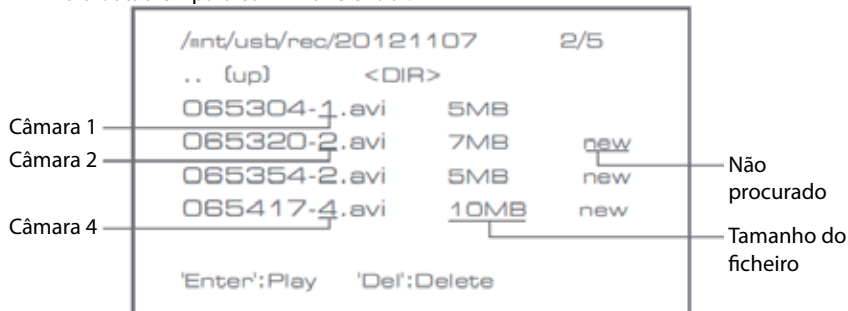 /mnt/usb/rec/20121107 2/5
.. (up) <DIR>
065304-1.avi 5MB
Câmara 1
065320-2.avi 7MB new
Câmara 2
Não
procurado
065354-2.avi 5MB new
065417-4.avi 10MB new
Câmara 4
Tamanho do
ficheiro
'Enter':Play 'Del':Delete